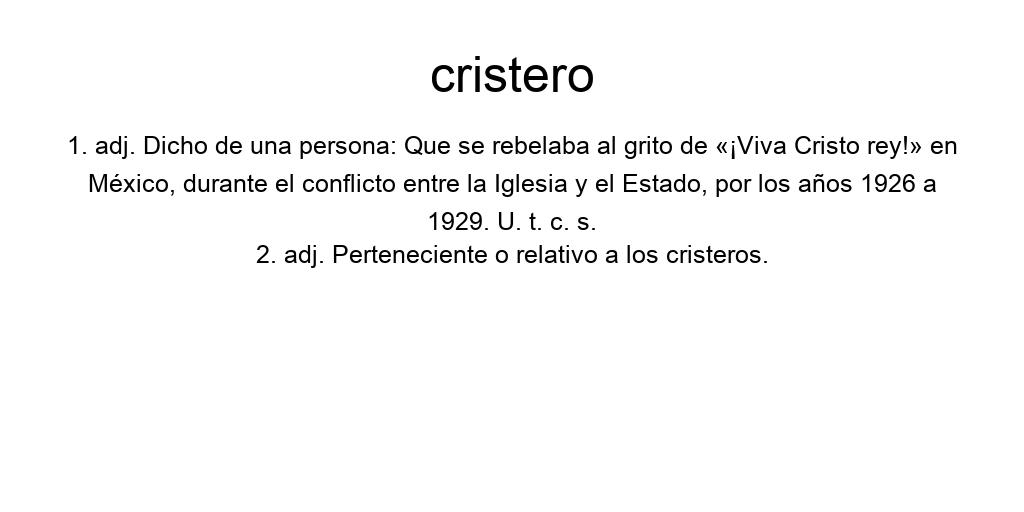 cristero
1. adj. Dicho de una persona: Que se rebelaba al grito de «¡Viva Cristo rey!» en
México, durante el conflicto entre la Iglesia y el Estado, por los años 1926 a
1929. U. t. c. s.
2. adj. Perteneciente o relativo a los cristeros.